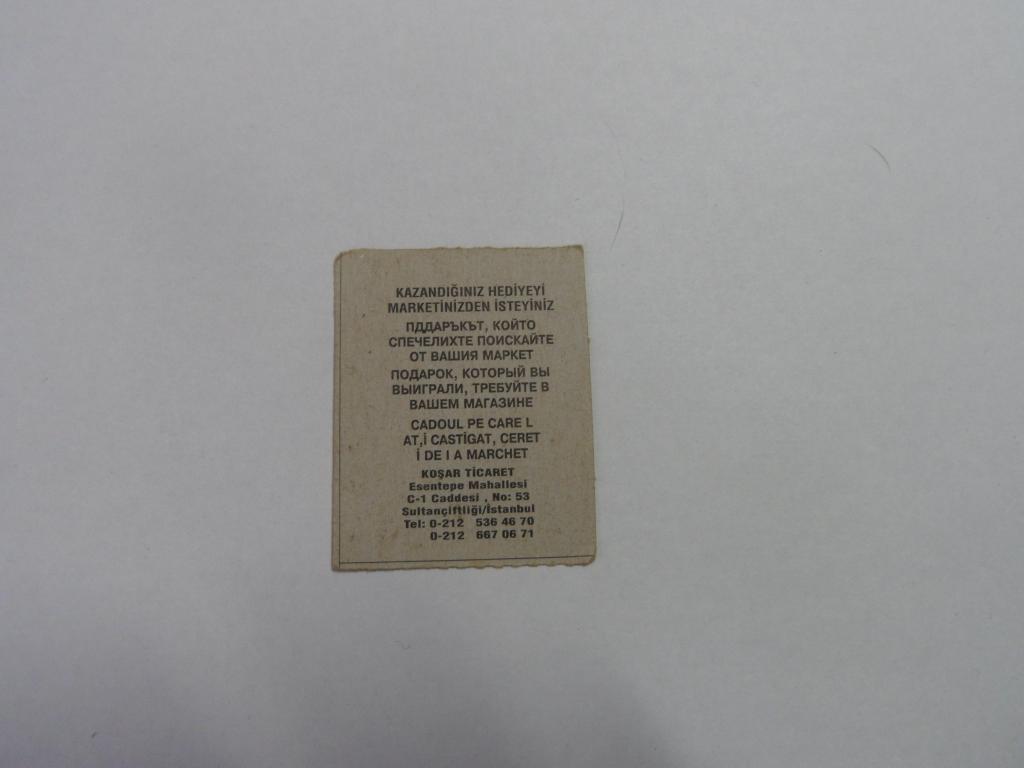 KAZANDIĞINIZ HEDİYEYİ
MARKETİNİZDEN İSTEYİNİZ
ПДДАРЪКЪТ, КОЙТО
СПЕЧЕЛИХТЕ ПОИСКАЙТЕ
ОТ ВАШИЯ МАРКЕТ
ПОДАРОК, КОТОРЫЙ ВЫ
ВЫИГРАЛИ, ТРЕБУЙТЕ В
ВАШЕМ МАГАЗИНЕ
CADOUL PE CARE L
AT,İ CASTİGAT, CERET
İ DE I A MARCHET
KOŞAR TİCARET
Esentepe Mahallesi
C-1 Caddesi , No: 53
Sultançiftliği/İstanbul
Tel: 0-212 536 46 70
0-212 667 06 71